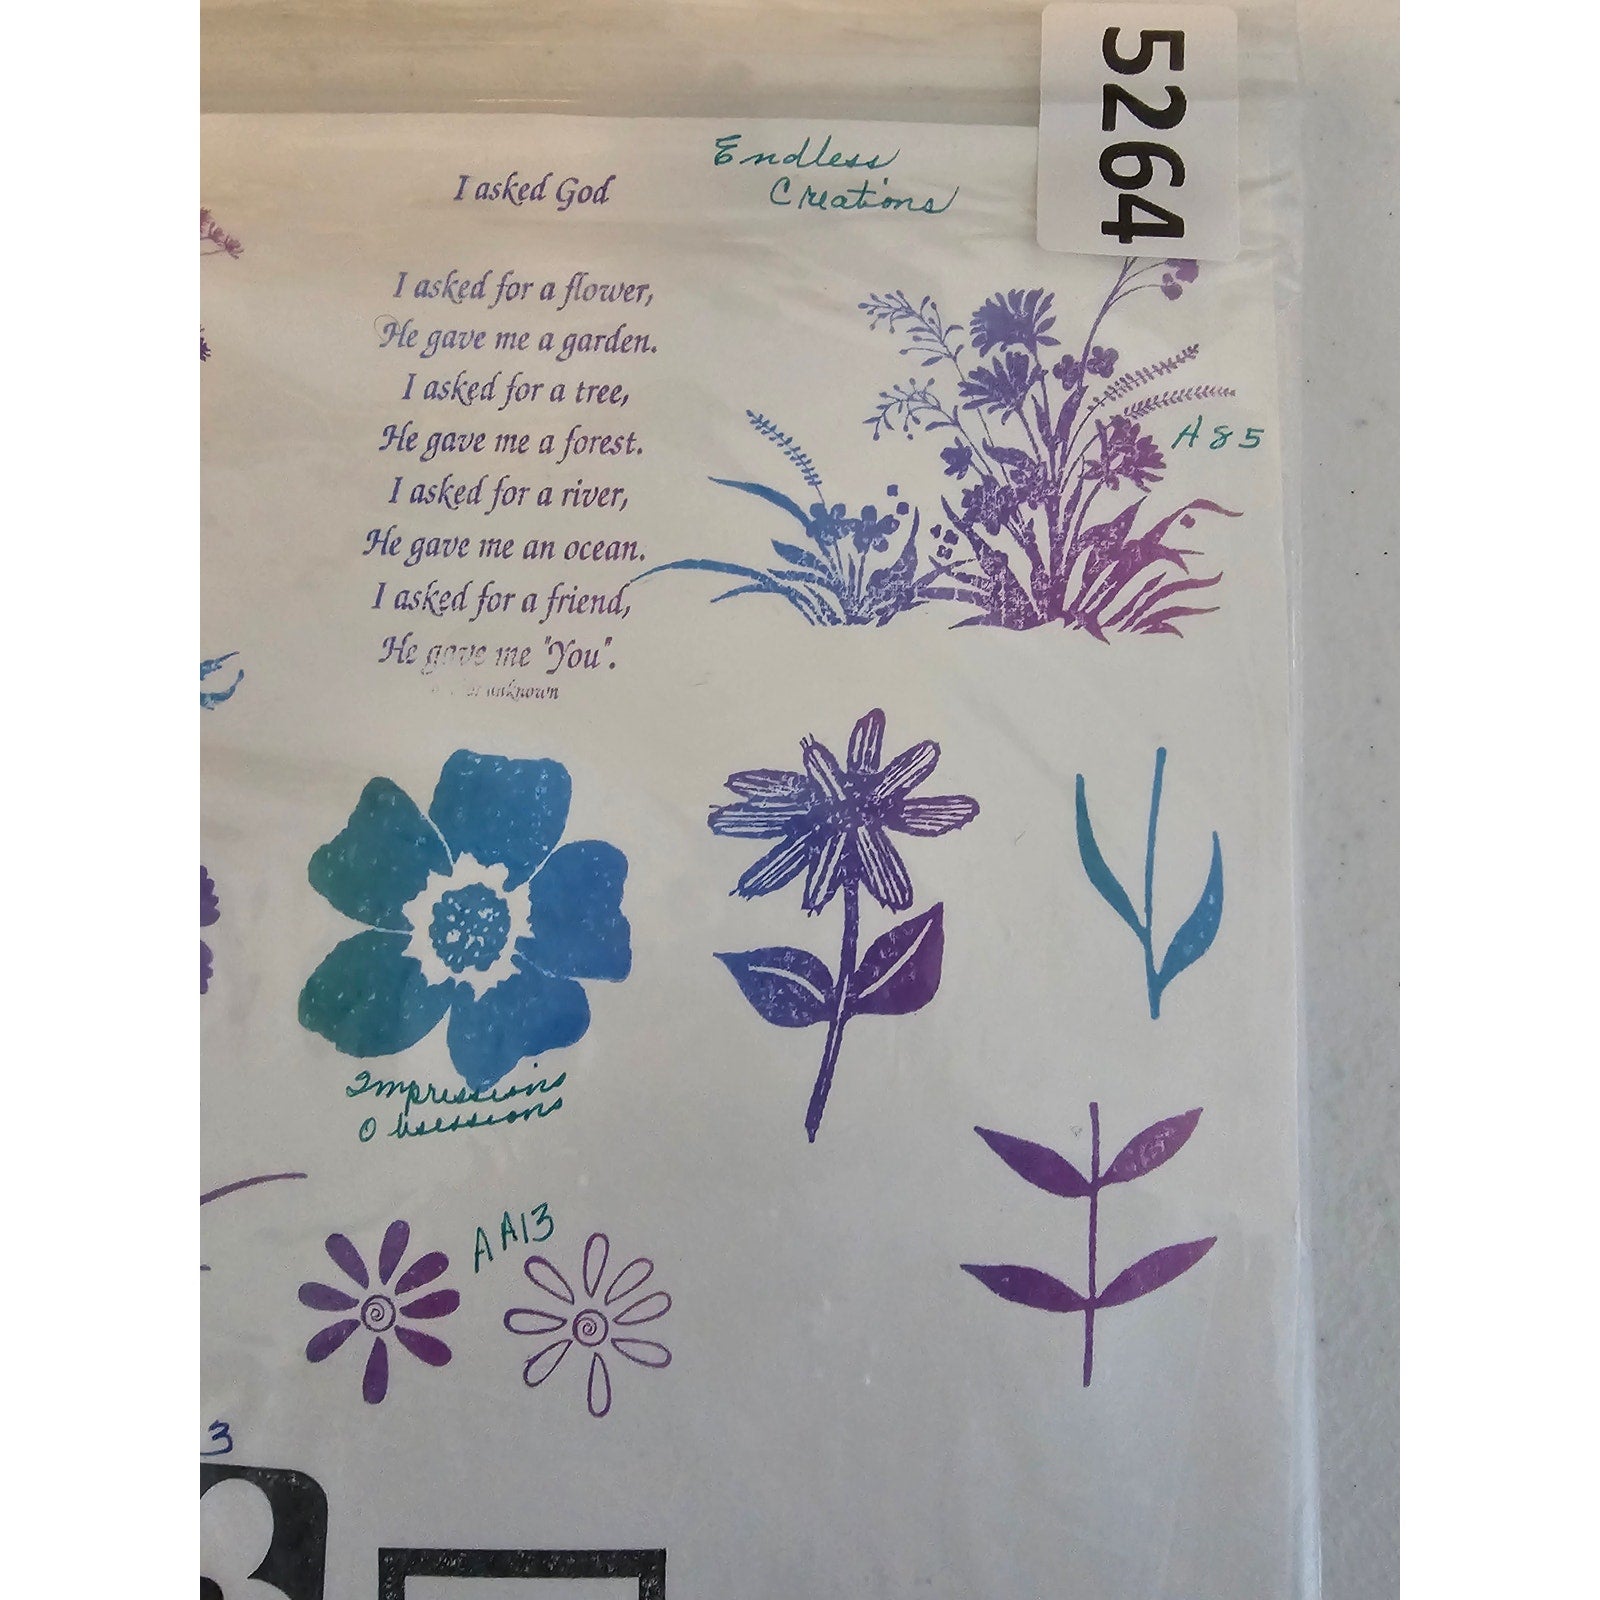 5264
Endless
Creations
I asked God
I asked for a flower,
He gave me a garden.
I asked for a tree,
He gave me a forest.
I asked for a river,
He gave me an ocean.
I asked for a friend,
He gave me "You".
unknown
A85
Impressions
Obsessions
AA13
3